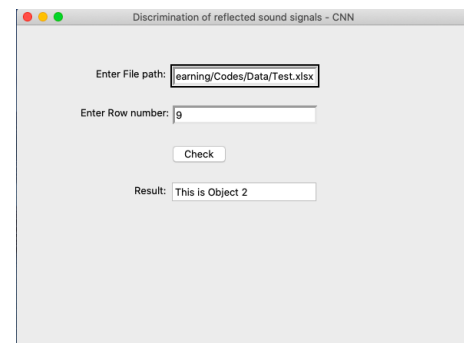 Discrimination of reflected sound signals - CNN
Enter File path: earning/Codes/Data/Test.xlsx
Enter Row number: 9
Check
Result: This is Object 2